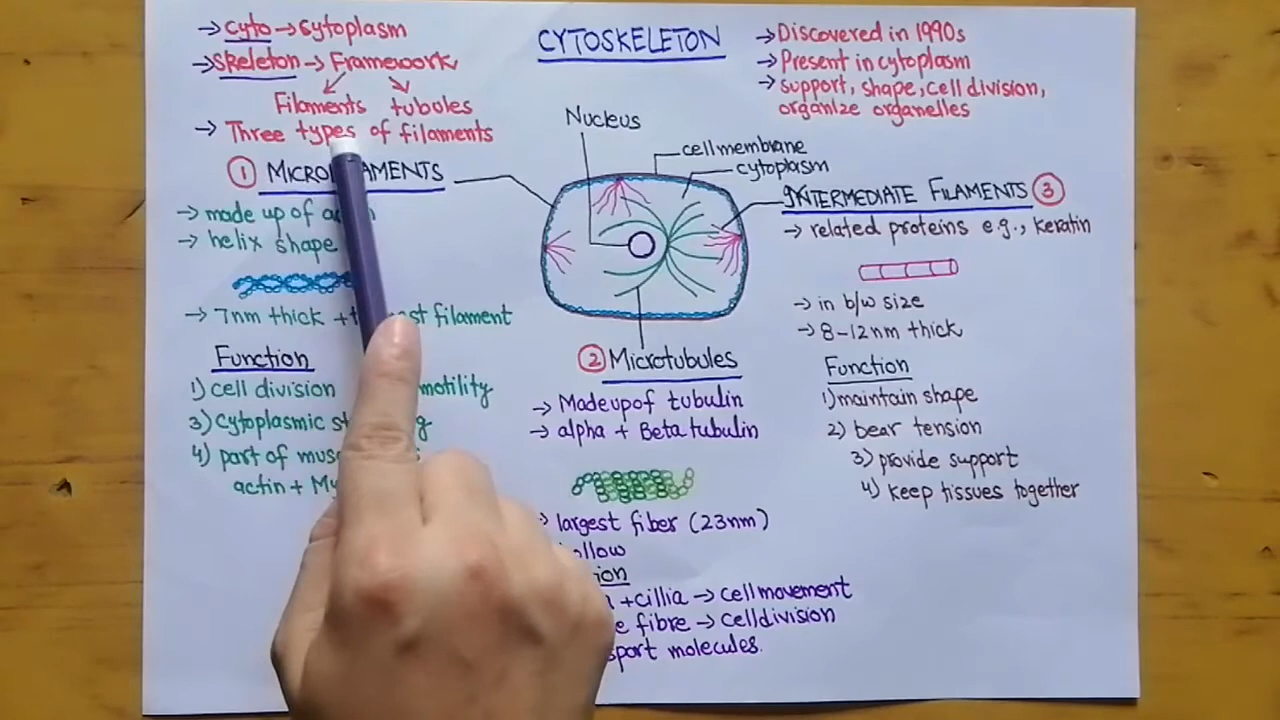 CYTOSKELETON
→ Cyto → cytoplasm
→ Skeleton → Framework
Filaments tubules
→ Three types of filaments
→ Discovered in 1990s
→ Present in cytoplasm
→ support, shape, cell division,
organize organelles
Nucleus
cell membrane
cytoplasm
① MICRO AMENTS
→ made up of
→ helix shape
→ 7nm thick + filament
Function
1) cell division motility
3) Cytoplasmic
4) part of
actin +
② Microtubules
→ Made up of tubulin
→ alpha + Beta tubulin
largest fiber (23nm)
+ cillia → cell movement
fibre → cell division
molecules.
INTERMEDIATE FILAMENTS ③
→ related proteins e.g., keratin
→ in b/w size
→ 8-12nm thick
Function
1) maintain shape
2) bear tension
3) provide support
4) keep tissues together